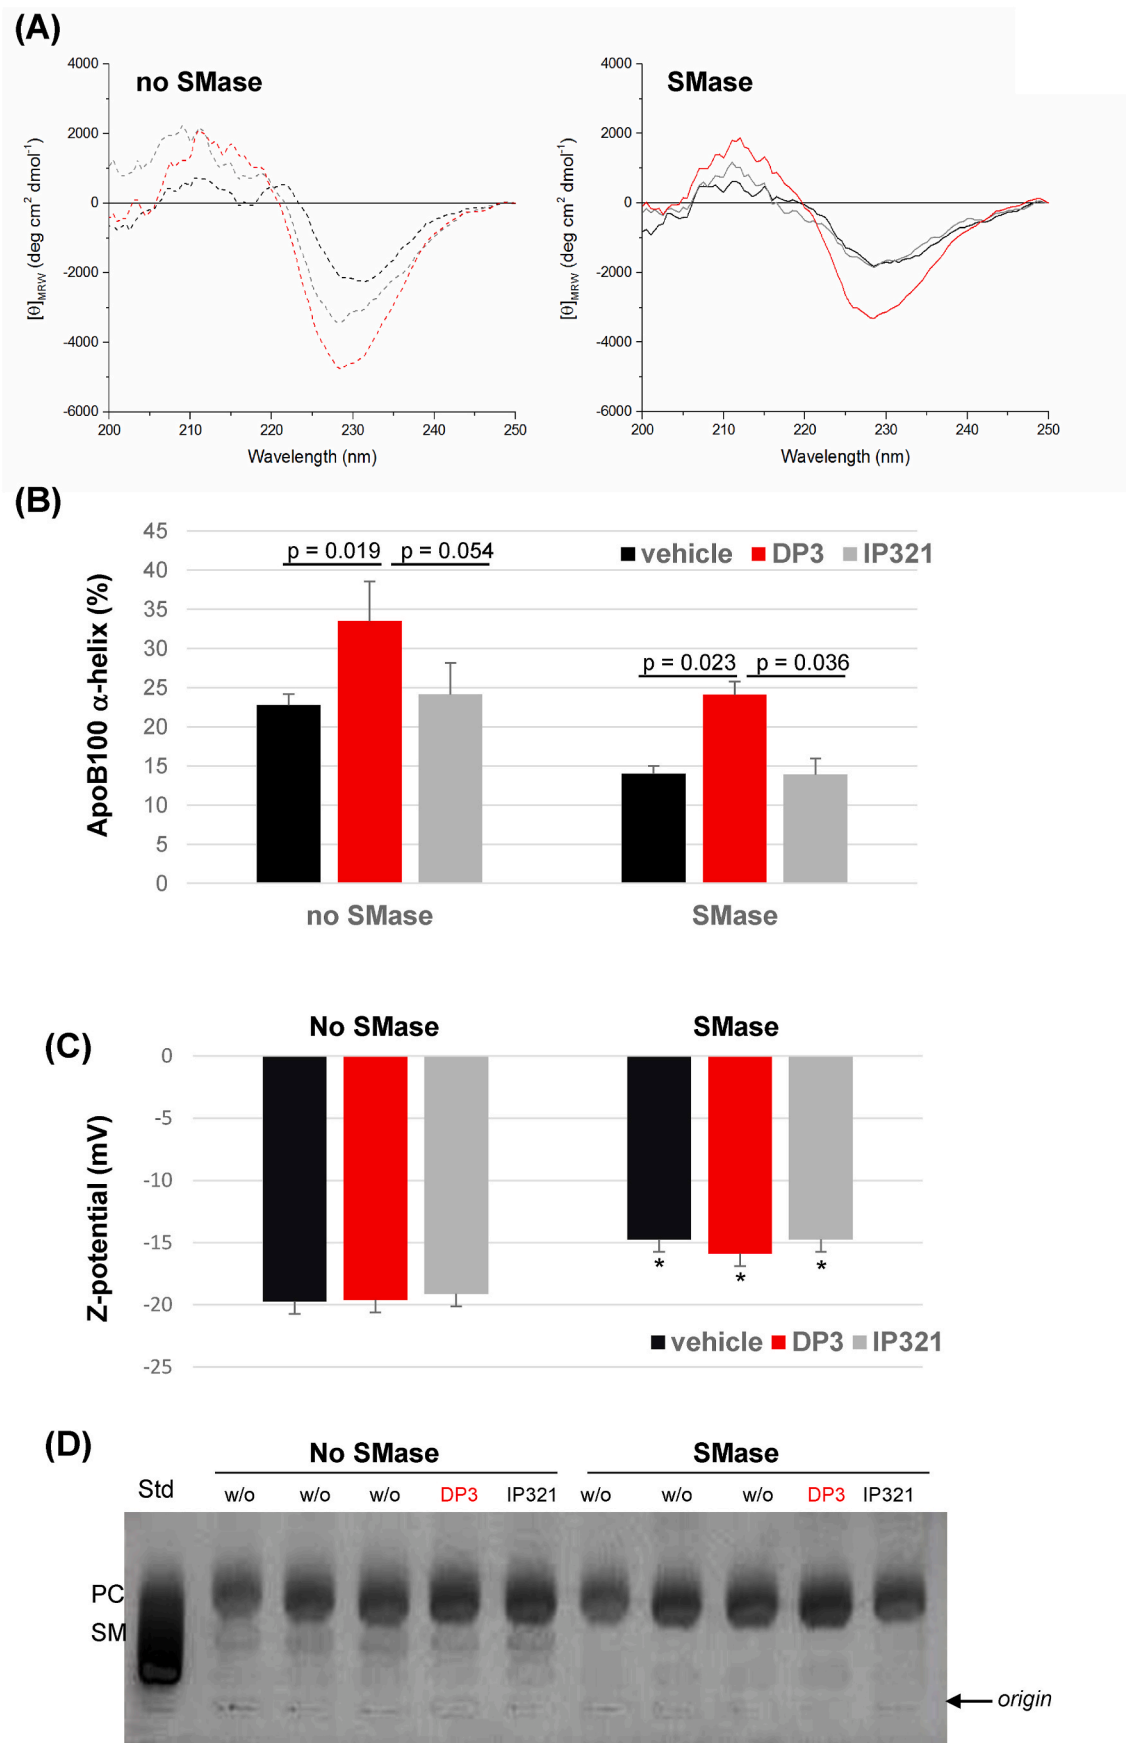 (A)
no SMase
SMase
4000
2000
0
-2000
-4000
-6000
[θ]MRW (deg cm² dmol⁻¹)
200 210 220 230 240 250
Wavelength (nm)
4000
2000
0
-2000
-4000
-6000
[θ]MRW (deg cm² dmol⁻¹)
200 210 220 230 240 250
Wavelength (nm)
(B)
45
40
35
30
25
20
15
10
5
0
ApoB100 α-helix (%)
p = 0.019 p = 0.054
vehicle DP3 IP321
p = 0.023 p = 0.036
no SMase SMase
(C)
No SMase SMase
0
-5
-10
-15
-20
-25
Z-potential (mV)
* * *
vehicle DP3 IP321
(D)
No SMase SMase
Std w/o w/o w/o DP3 IP321 w/o w/o w/o DP3 IP321
PC
SM
origin